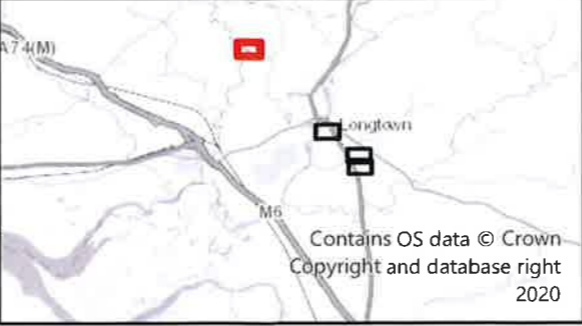 A74(M)
Longtown
M6
Contains OS data © Crown
Copyright and database right
2020